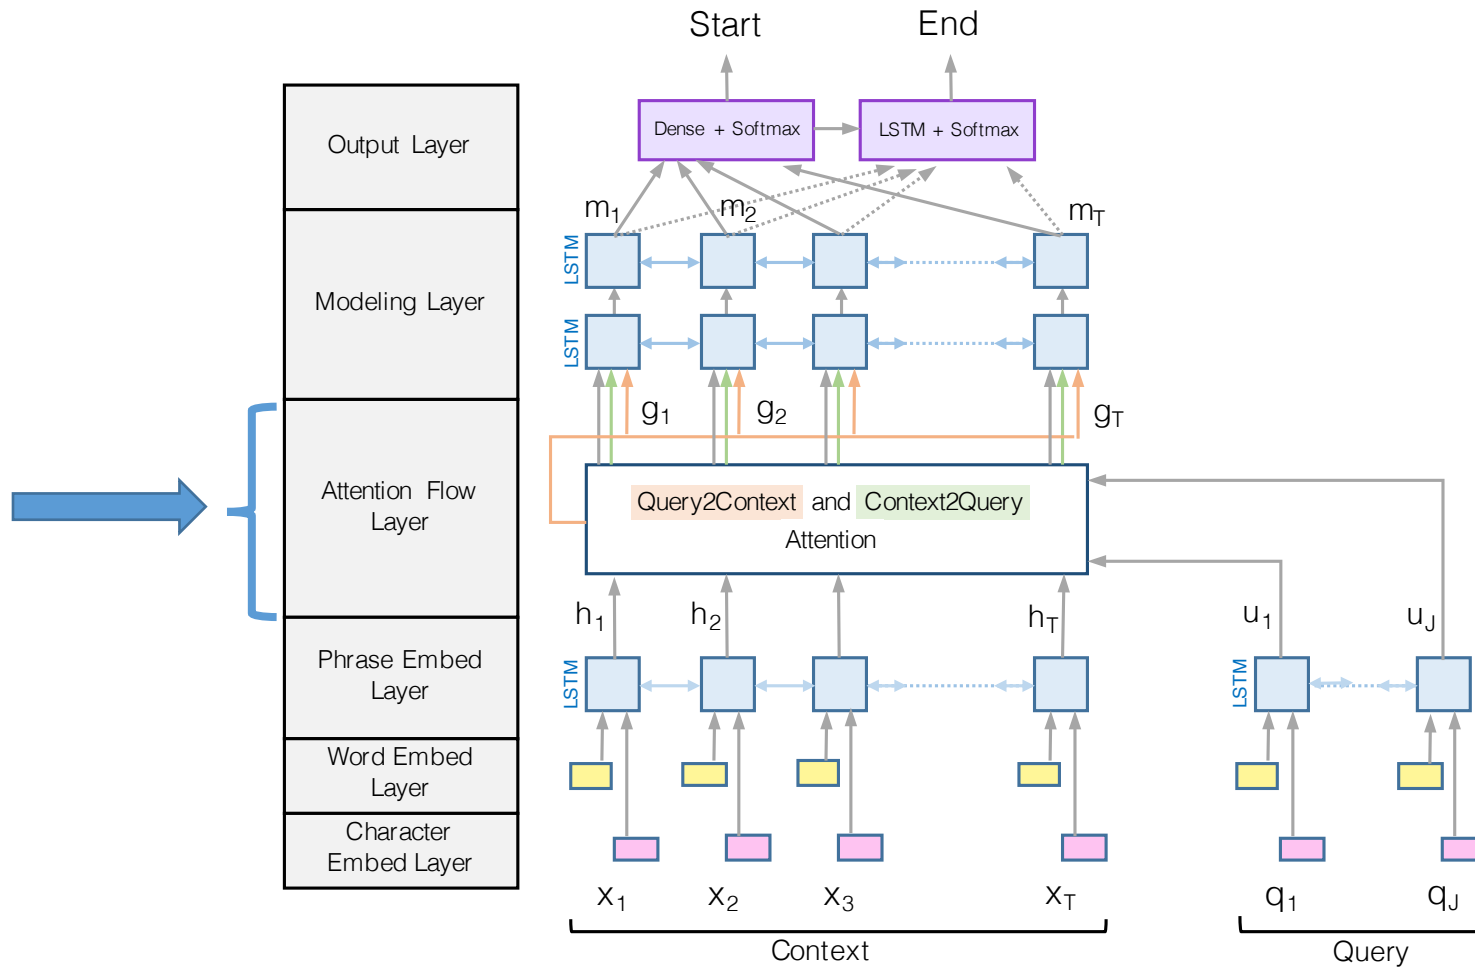 Start End
Output Layer
Dense + Softmax
LSTM + Softmax
m1 m2 mT
LSTM
Modeling Layer
LSTM
g1 g2 gT
Attention Flow
Layer
Query2Context and Context2Query
Attention
h1 h2 hT u1 uJ
Phrase Embed
Layer
LSTM
LSTM
Word Embed
Layer
Character
Embed Layer
x1 x2 x3 xT q1 qJ
Context Query